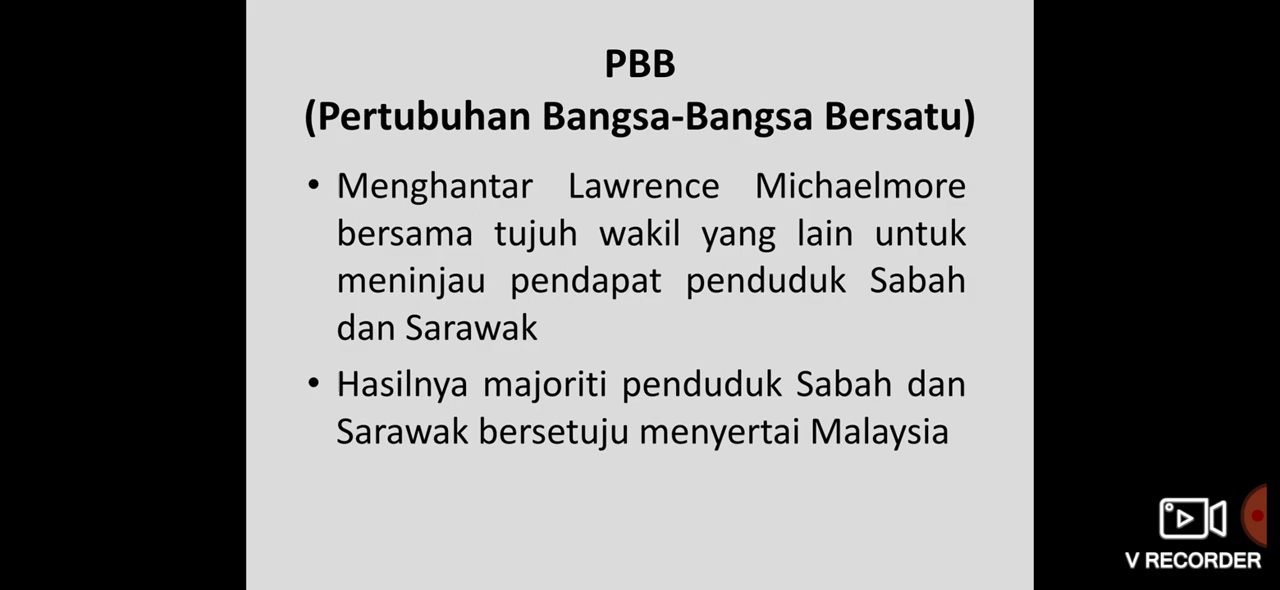 PBB
(Pertubuhan Bangsa-Bangsa Bersatu)
• Menghantar Lawrence Michaelmore
bersama tujuh wakil yang lain untuk
meninjau pendapat penduduk Sabah
dan Sarawak
• Hasilnya majoriti penduduk Sabah dan
Sarawak bersetuju menyertai Malaysia
V RECORDER